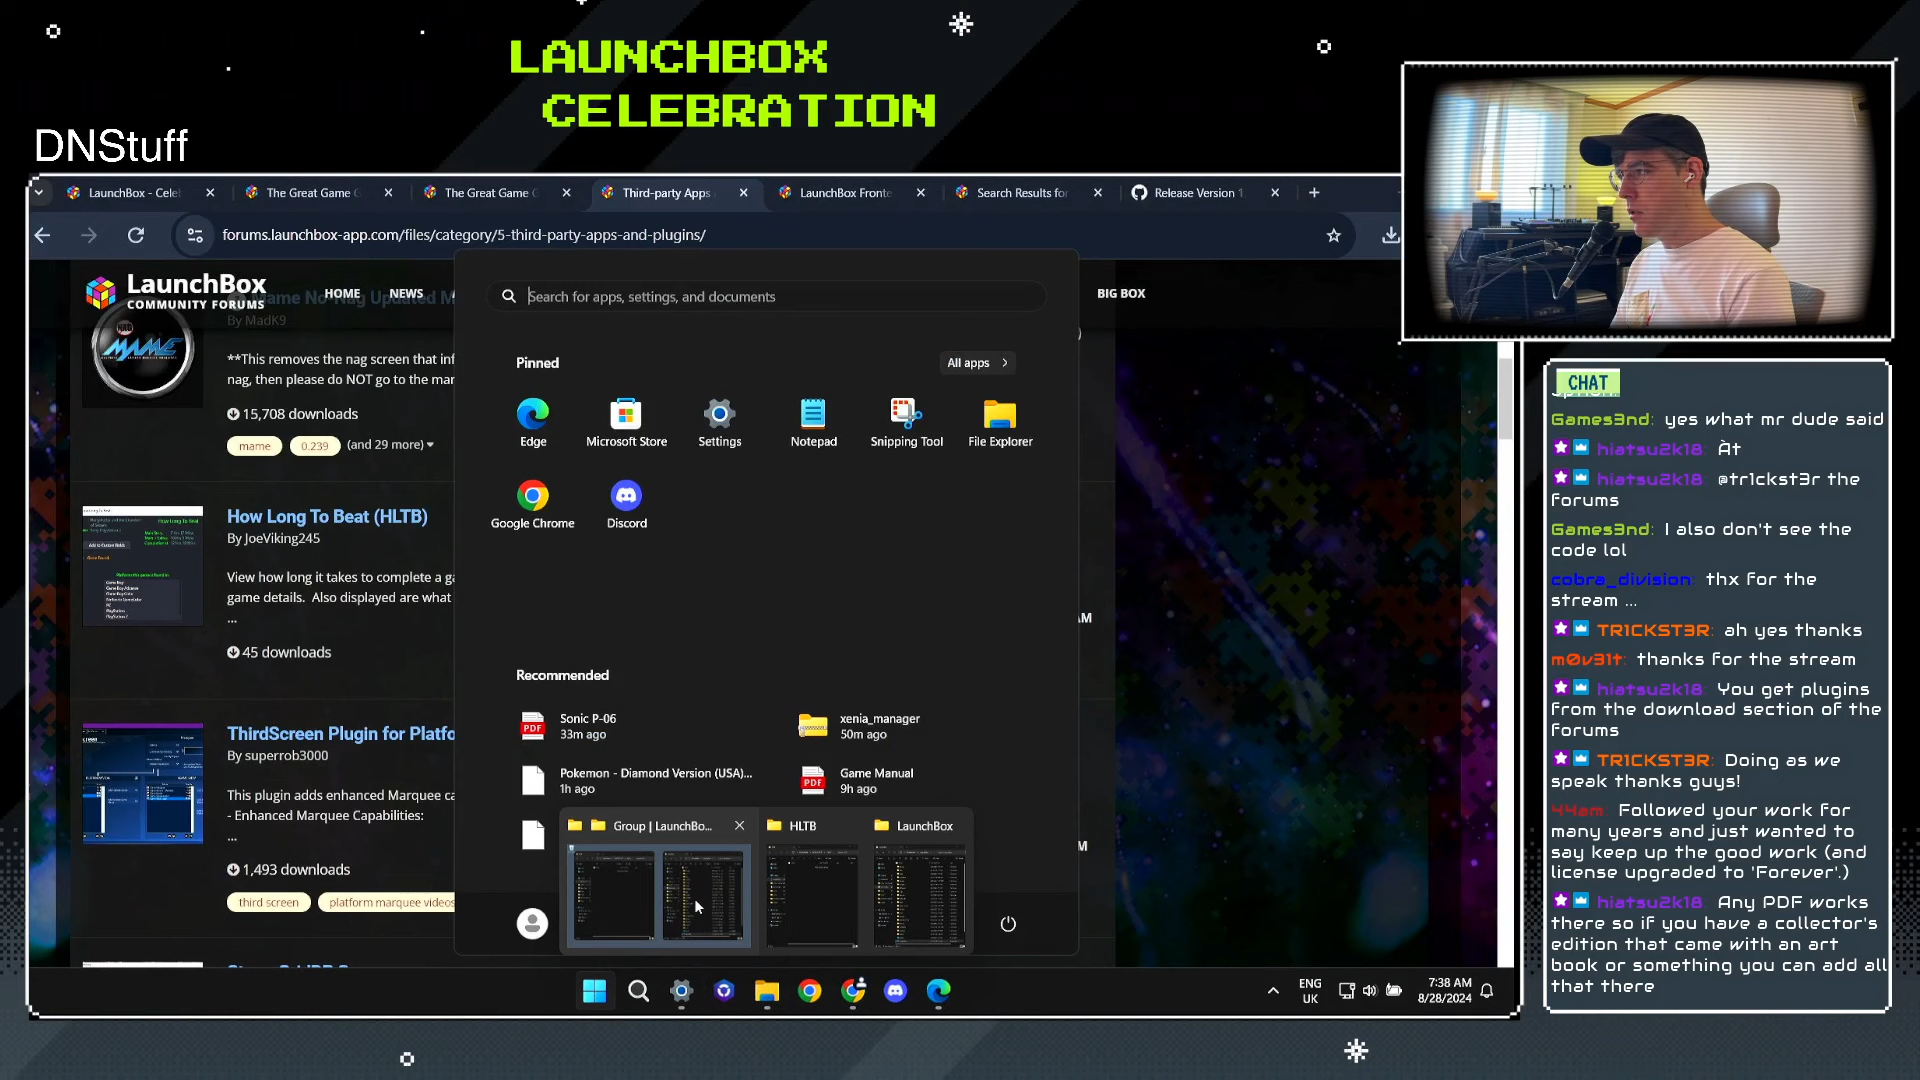 LAUNCHBOX
CELEBRATION
DNStuff
LaunchBox - Celel
The Great Game G
The Great Game G
Third-party Apps
LaunchBox Fronte
Search Results fo
Release Version 1
forums.launchbox-app.com/files/category/5-third-party-apps-and-plugins/
LaunchBox
COMMUNITY FORUMS
HOME
NEWS
BIG BOX
Mame No-Nag Updated M
By MadK9
**This removes the nag screen that inf
nag, then please do NOT go to the mar
15,708 downloads
mame
0.239
(and 29 more)
How Long To Beat (HLTB)
By JoeViking245
View how long it takes to complete a ga
game details. Also displayed are what
...
45 downloads
ThirdScreen Plugin for Platfo
By superrob3000
This plugin adds enhanced Marquee ca
- Enhanced Marquee Capabilities:
...
1,493 downloads
third screen
platform marquee videos
Search for apps, settings, and documents
Pinned
All apps
Edge
Microsoft Store
Settings
Notepad
Snipping Tool
File Explorer
Google Chrome
Discord
Recommended
Sonic P-06
33m ago
xenia_manager
50m ago
Pokemon - Diamond Version (USA)...
1h ago
Game Manual
9h ago
Group | LaunchBo...
HLTB
LaunchBox
ENG
UK
7:38 AM
8/28/2024
CHAT
Games3nd: yes what mr dude said
hiatsu2k18: Àt
hiatsu2k18: @tr1ckst3r the
forums
Games3nd: I also don't see the
code lol
cobra_division: thx for the
stream ...
TR1CKST3R: ah yes thanks
m0v31t: thanks for the stream
hiatsu2k18: You get plugins
from the download section of the
forums
TR1CKST3R: Doing as we
speak thanks guys!
44am: Followed your work for
many years and just wanted to
say keep up the good work (and
license upgraded to 'Forever'.)
hiatsu2k18: Any PDF works
there so if you have a collector's
edition that came with an art
book or something you can add all
that there